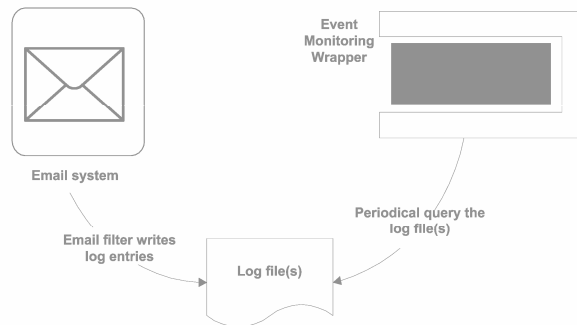 Event
Monitoring
Wrapper
Email system
Periodical query the
log file(s)
Email filter writes
log entries
Log file(s)